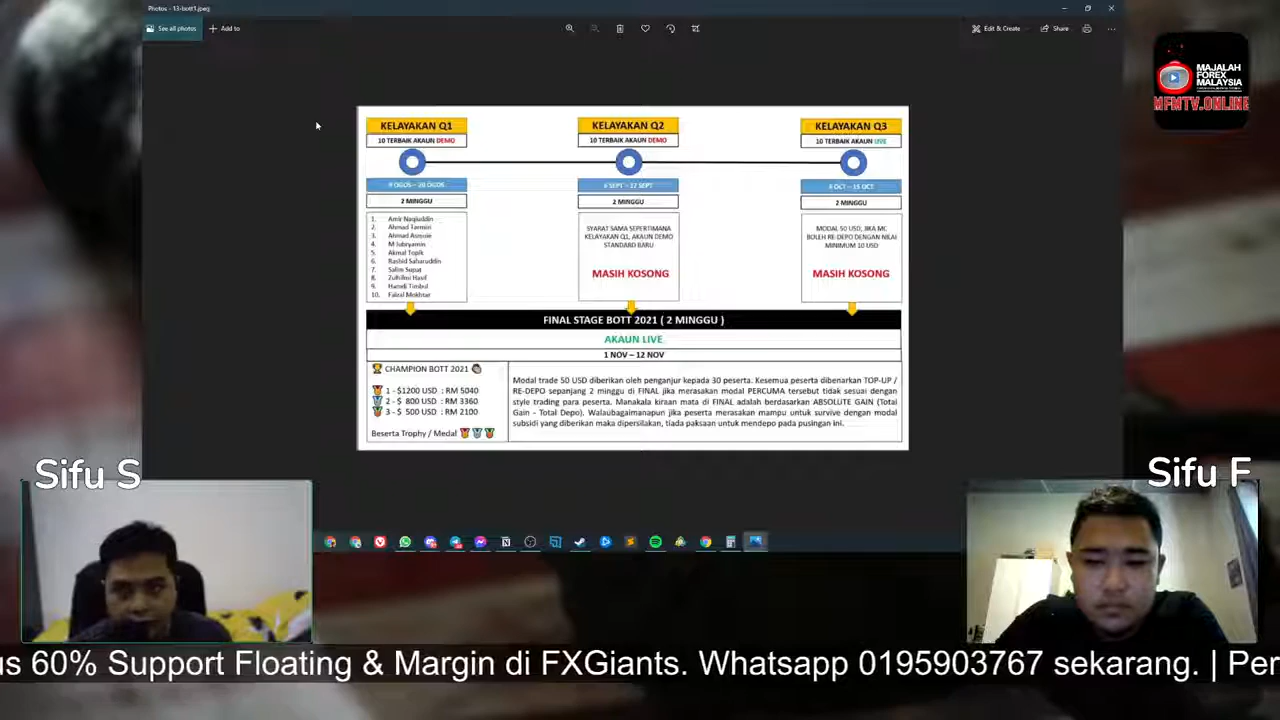 Photos - 13-bott1.jpeg
See all photos
Add to
Edit & Create
Share
MAJALAH
FOREX
MALAYSIA
MFMTV.ONLINE
KELAYAKAN Q1
10 TERBAIK AKAUN DEMO
9 OGOS – 20 OGOS
2 MINGGU
1. Amir Naqiuddin
2. Ahmad Tarmizi
3. Ahmad
4. M Jubryamin
5. Akmal Topik
6. Rashid Saharuddin
7. Salim Supat
8. Zulhilmi Hasif
9. Hamdi Timbul
10. Faizal Mokhtar
KELAYAKAN Q2
10 TERBAIK AKAUN DEMO
6 SEPT – 17 SEPT
2 MINGGU
SYARAT SAMA SEPERTIMANA
KELAYAKAN Q1, AKAUN DEMO
STANDARD BARU
MASIH KOSONG
KELAYAKAN Q3
10 TERBAIK AKAUN LIVE
4 OCT – 15 OCT
2 MINGGU
MODAL 50 USD, JIKA MC
BOLEH RE-DEPO DENGAN NILAI
MINIMUM 10 USD
MASIH KOSONG
FINAL STAGE BOTT 2021 ( 2 MINGGU )
AKAUN LIVE
1 NOV – 12 NOV
CHAMPION BOTT 2021
1 - $1200 USD : RM 5040
2 - $ 800 USD : RM 3360
3 - $ 500 USD : RM 2100
Beserta Trophy / Medal
Modal trade 50 USD diberikan oleh penganjur kepada 30 peserta. Kesemua peserta dibenarkan TOP-UP /
RE-DEPO sepanjang 2 minggu di FINAL jika merasakan modal PERCUMA tersebut tidak sesuai dengan
style trading para peserta. Manakala kiraan mata di FINAL adalah berdasarkan ABSOLUTE GAIN (Total
Gain - Total Depo). Walaubagaimanapun jika peserta merasakan mampu untuk survive dengan modal
subsidi yang diberikan maka dipersilakan, tiada paksaan untuk mendepo pada pusingan ini.
Sifu S
Sifu F
us 60% Support Floating & Margin di FXGiants. Whatsapp 0195903767 sekarang. | Per